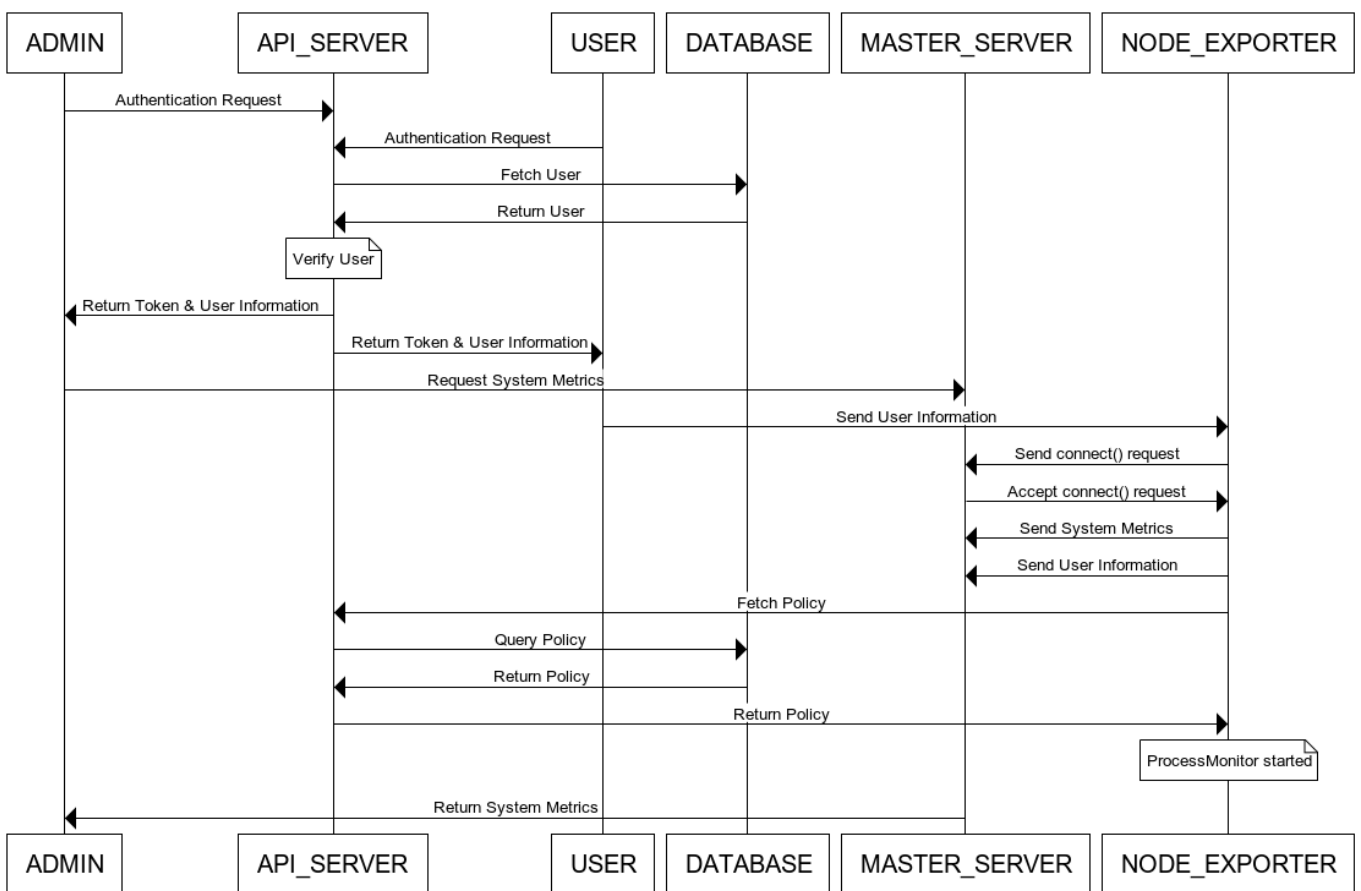 ADMIN
API_SERVER
USER
DATABASE
MASTER_SERVER
NODE_EXPORTER
Authentication Request
Authentication Request
Fetch User
Return User
Verify User
Return Token & User Information
Return Token & User Information
Request System Metrics
Send User Information
Send connect() request
Accept connect() request
Send System Metrics
Send User Information
Fetch Policy
Query Policy
Return Policy
Return Policy
ProcessMonitor started
Return System Metrics
ADMIN
API_SERVER
USER
DATABASE
MASTER_SERVER
NODE_EXPORTER